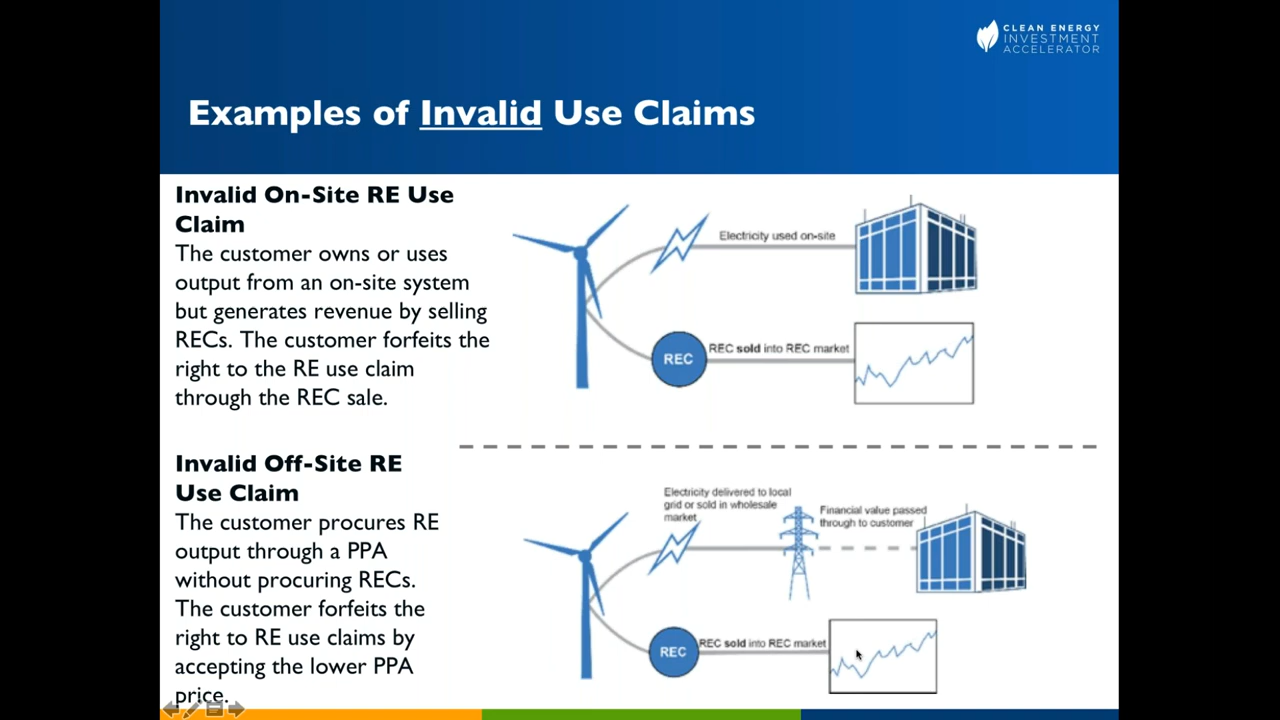 CLEAN ENERGY
INVESTMENT
ACCELERATOR
Examples of Invalid Use Claims
Invalid On-Site RE Use
Claim
The customer owns or uses
output from an on-site system
but generates revenue by selling
RECs. The customer forfeits the
right to the RE use claim
through the REC sale.
Electricity used on-site
REC
REC sold into REC market
Invalid Off-Site RE
Use Claim
The customer procures RE
output through a PPA
without procuring RECs.
The customer forfeits the
right to RE use claims by
accepting the lower PPA
price.
Electricity delivered to local
grid or sold in wholesale
market
Financial value passed
through to customer
REC
REC sold into REC market